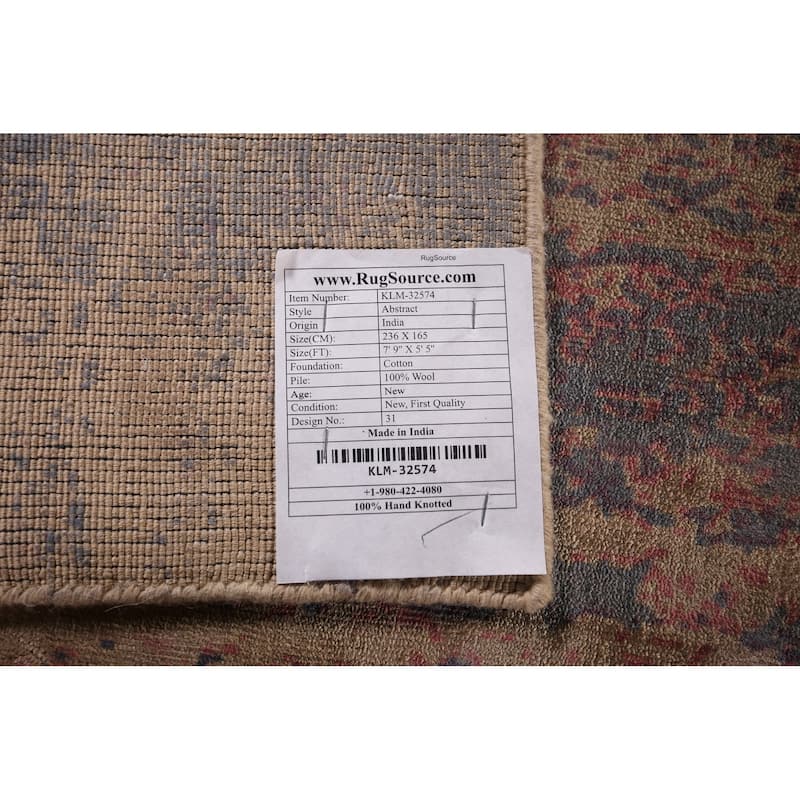 RugSource
www.RugSource.com
Item Number: KLM-32574
Style Abstract
Origin India
Size(CM): 236 X 165
Size(FT): 7' 9" X 5' 5"
Foundation: Cotton
Pile: 100% Wool
Age: New
Condition: New, First Quality
Design No.: 31
Made in India
KLM-32574
+1-980-422-4080
100% Hand Knotted